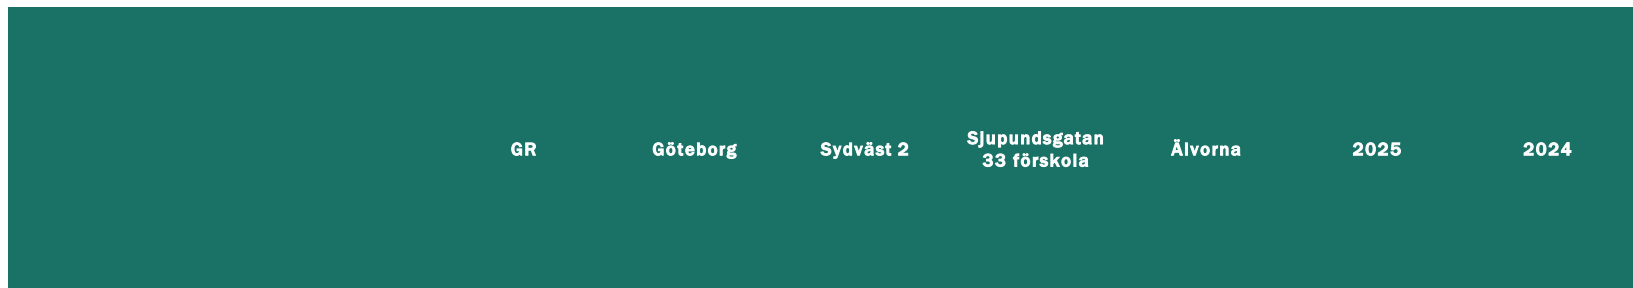 GR
Göteborg
Sydväst 2
Sjupundsgatan
33 förskola
Älvorna
2025
2024